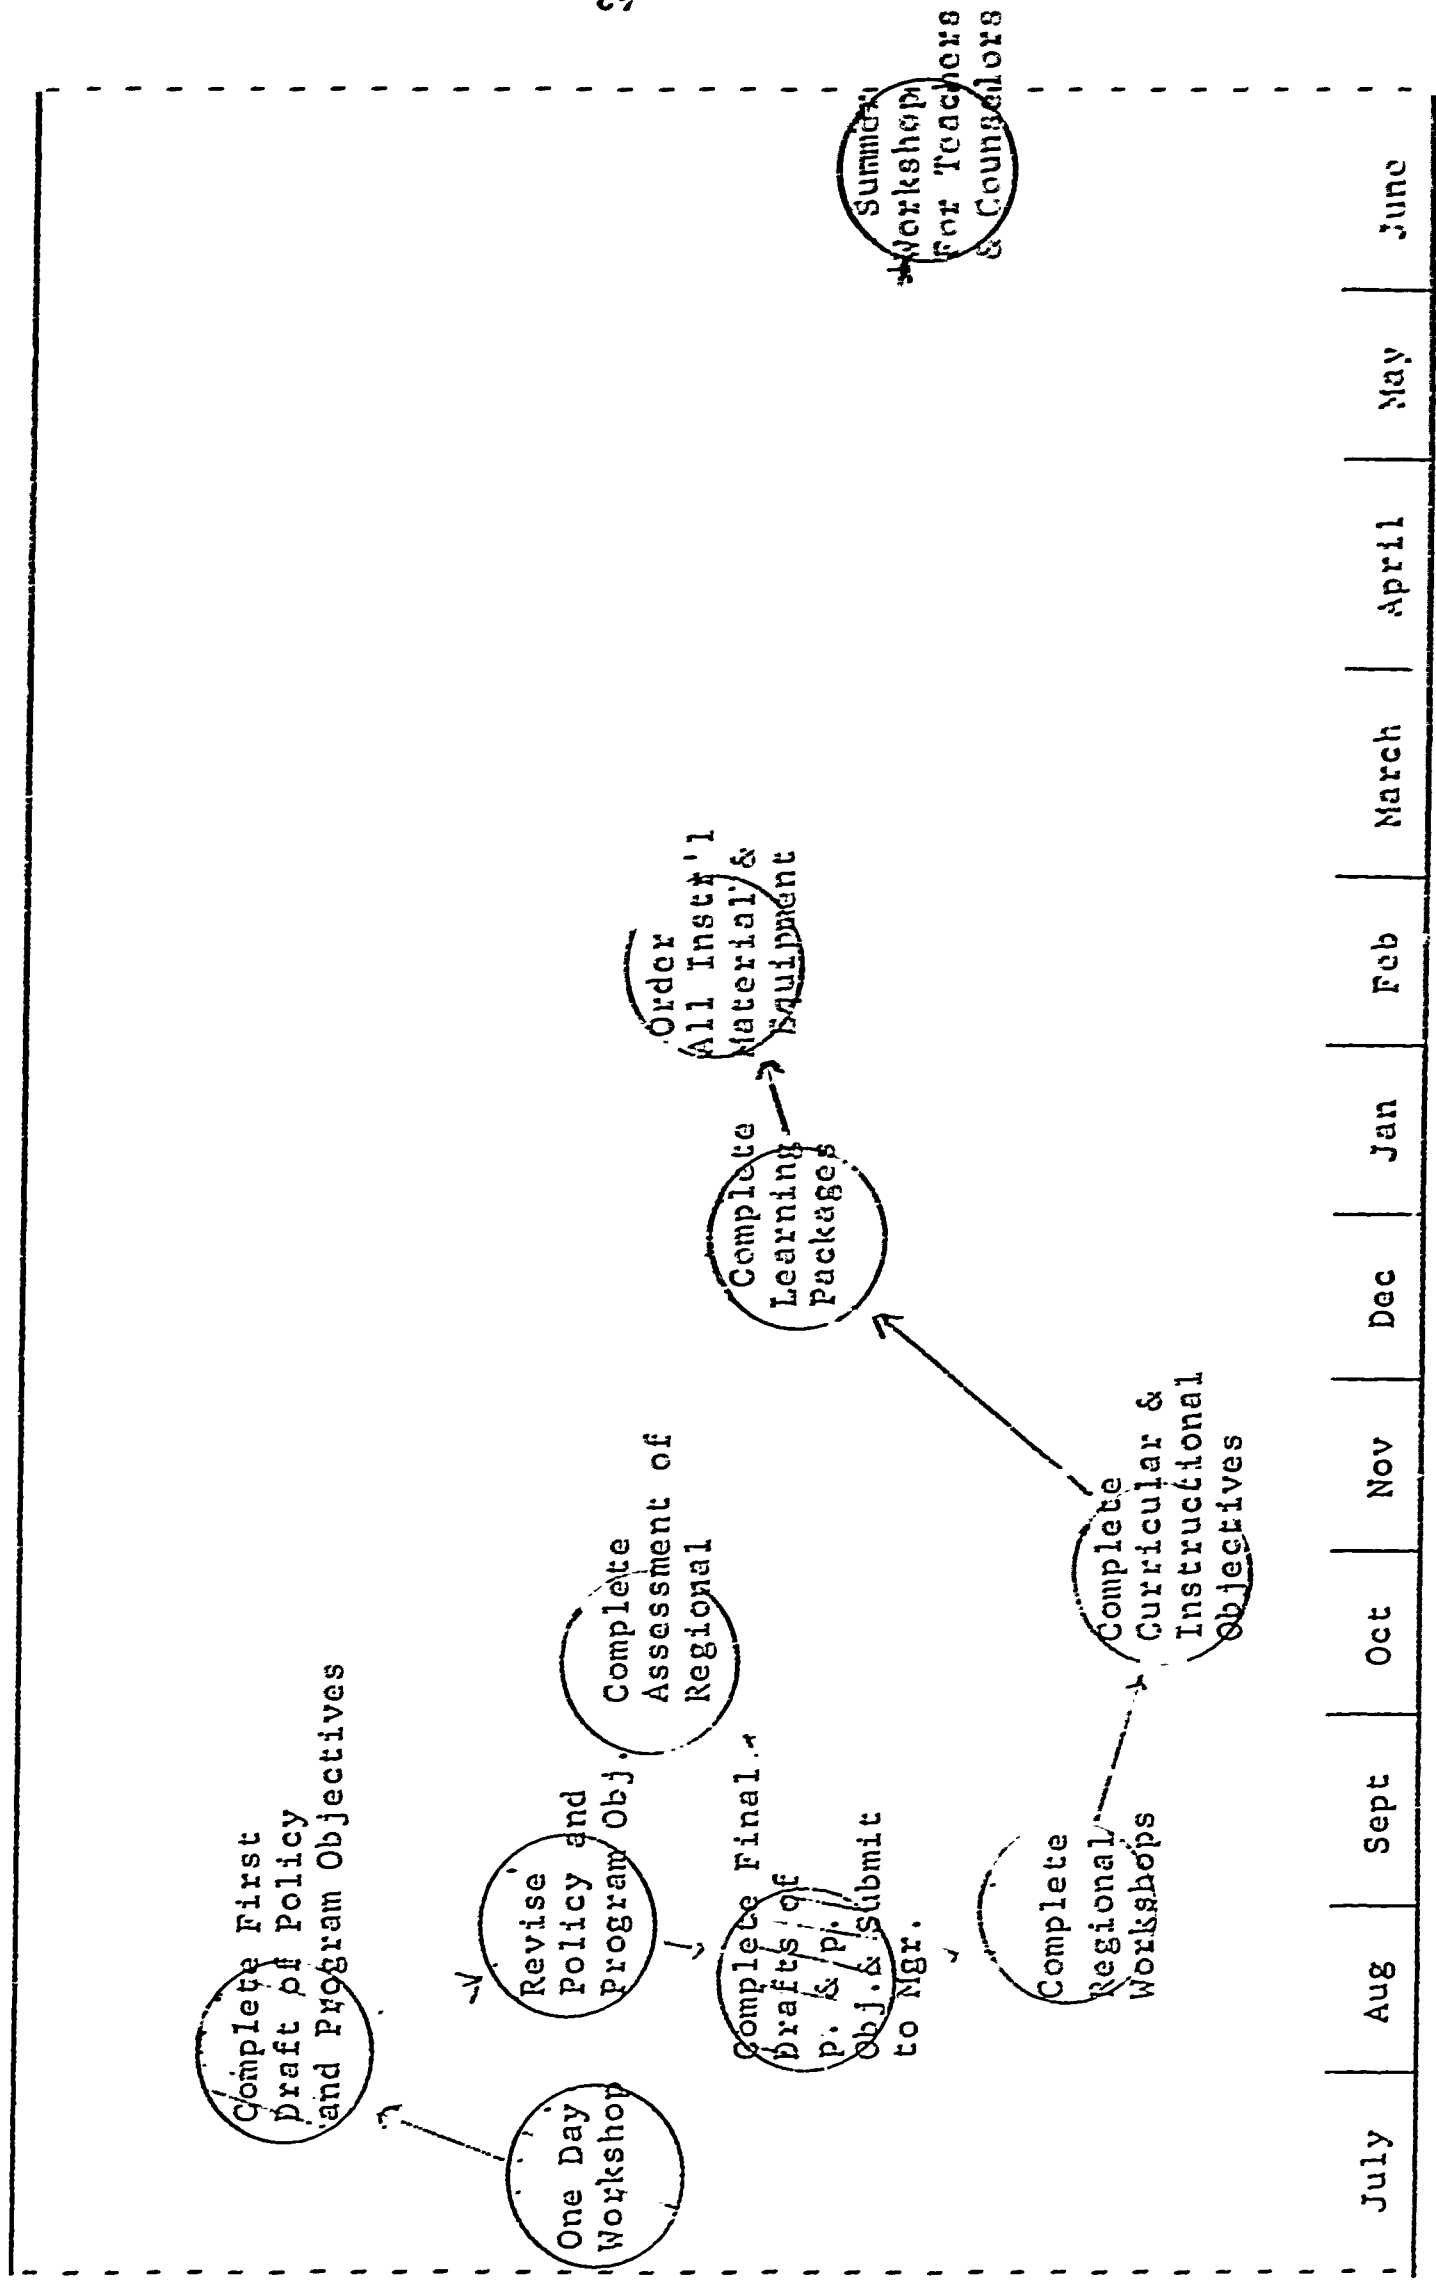 Complete First
Draft of Policy
and Program Objectives
One Day
Workshop
Revise
Policy and
Program Obj.
Complete Final
Drafts of
P. & P.
Obj.& Submit
to Mgr.
Complete
Assessment of
Regional
Complete
Regional
Workshops
Complete
Curricular &
Instructional
Objectives
Complete
Learning
Packages
Order
All Instr'l
Material &
Equipment
Summer
Workshop
For Teachers
& Counselors
July Aug Sept Oct Nov Dec Jan Feb March April May June